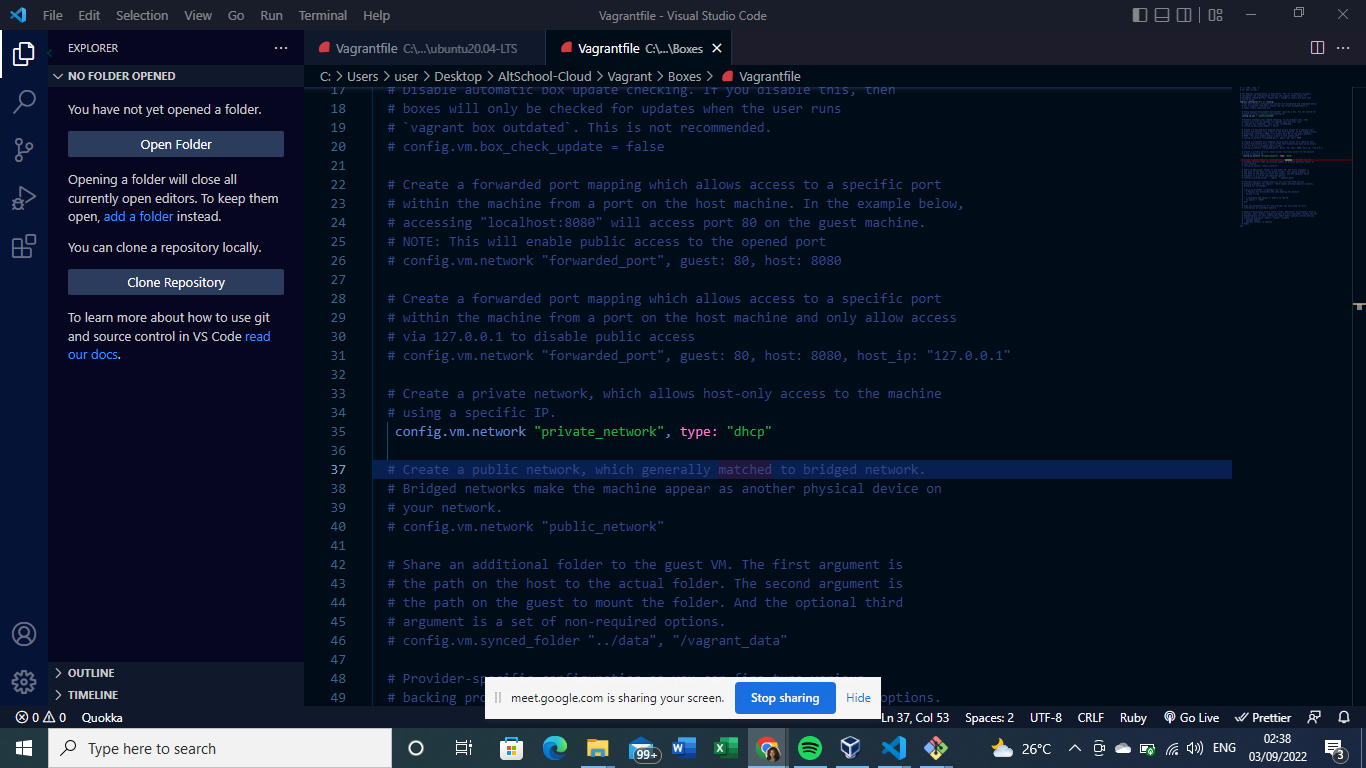 File Edit Selection View Go Run Terminal Help
Vagrantfile - Visual Studio Code
EXPLORER
NO FOLDER OPENED
You have not yet opened a folder.
Open Folder
Opening a folder will close all
currently open editors. To keep them
open, add a folder instead.
You can clone a repository locally.
Clone Repository
To learn more about how to use git
and source control in VS Code read
our docs.
OUTLINE
TIMELINE
Vagrantfile C:\...\ubuntu20.04-LTS
Vagrantfile C:\...\Boxes
C: > Users > user > Desktop > AltSchool-Cloud > Vagrant > Boxes > Vagrantfile
17 # Disable automatic box update checking. If you disable this, then
18 # boxes will only be checked for updates when the user runs
19 # `vagrant box outdated`. This is not recommended.
20 # config.vm.box_check_update = false
21
22 # Create a forwarded port mapping which allows access to a specific port
23 # within the machine from a port on the host machine. In the example below,
24 # accessing "localhost:8080" will access port 80 on the guest machine.
25 # NOTE: This will enable public access to the opened port
26 # config.vm.network "forwarded_port", guest: 80, host: 8080
27
28 # Create a forwarded port mapping which allows access to a specific port
29 # within the machine from a port on the host machine and only allow access
30 # via 127.0.0.1 to disable public access
31 # config.vm.network "forwarded_port", guest: 80, host: 8080, host_ip: "127.0.0.1"
32
33 # Create a private network, which allows host-only access to the machine
34 # using a specific IP.
35 config.vm.network "private_network", type: "dhcp"
36
37 # Create a public network, which generally matched to bridged network.
38 # Bridged networks make the machine appear as another physical device on
39 # your network.
40 # config.vm.network "public_network"
41
42 # Share an additional folder to the guest VM. The first argument is
43 # the path on the host to the actual folder. The second argument is
44 # the path on the guest to mount the folder. And the optional third
45 # argument is a set of non-required options.
46 # config.vm.synced_folder "../data", "/vagrant_data"
47
48 # Provider-s
49 # backing pro options.
meet.google.com is sharing your screen. Stop sharing Hide
0 0 Quokka
Ln 37, Col 53 Spaces: 2 UTF-8 CRLF Ruby Go Live Prettier
Type here to search
99+
26°C
ENG
02:38
03/09/2022
3